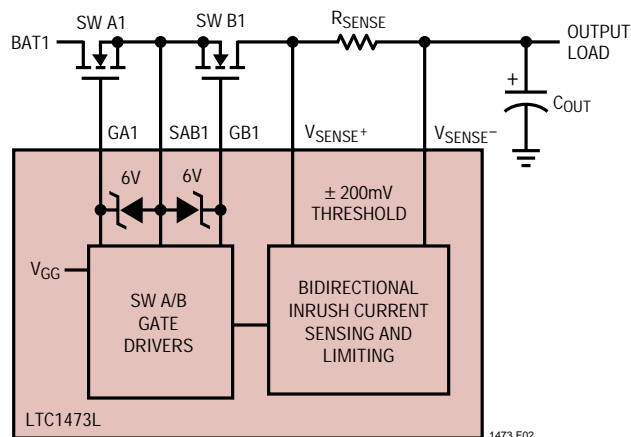 SW A1
SW B1
RSENSE
BAT1
OUTPUT
LOAD
+
COUT
GA1
SAB1
GB1
VSENSE+
VSENSE–
6V
6V
± 200mV
THRESHOLD
VGG
SW A/B
GATE
DRIVERS
BIDIRECTIONAL
INRUSH CURRENT
SENSING AND
LIMITING
LTC1473L
1473 F02